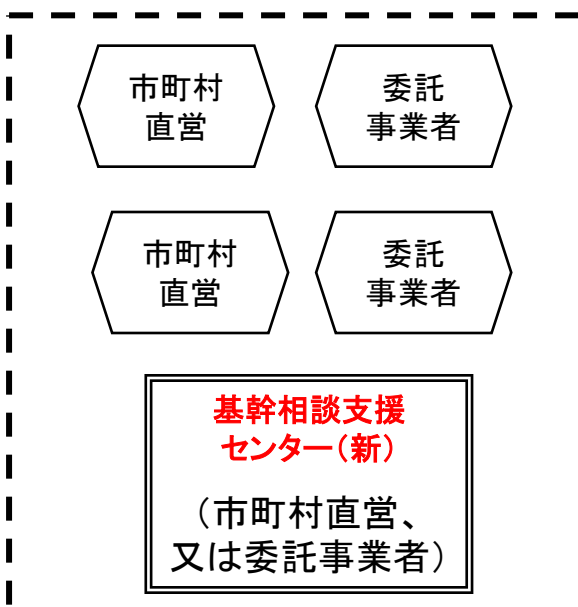 市町村
直営
委託
事業者
市町村
直営
委託
事業者
基幹相談支援
センター（新）
（市町村直営、
又は委託事業者）